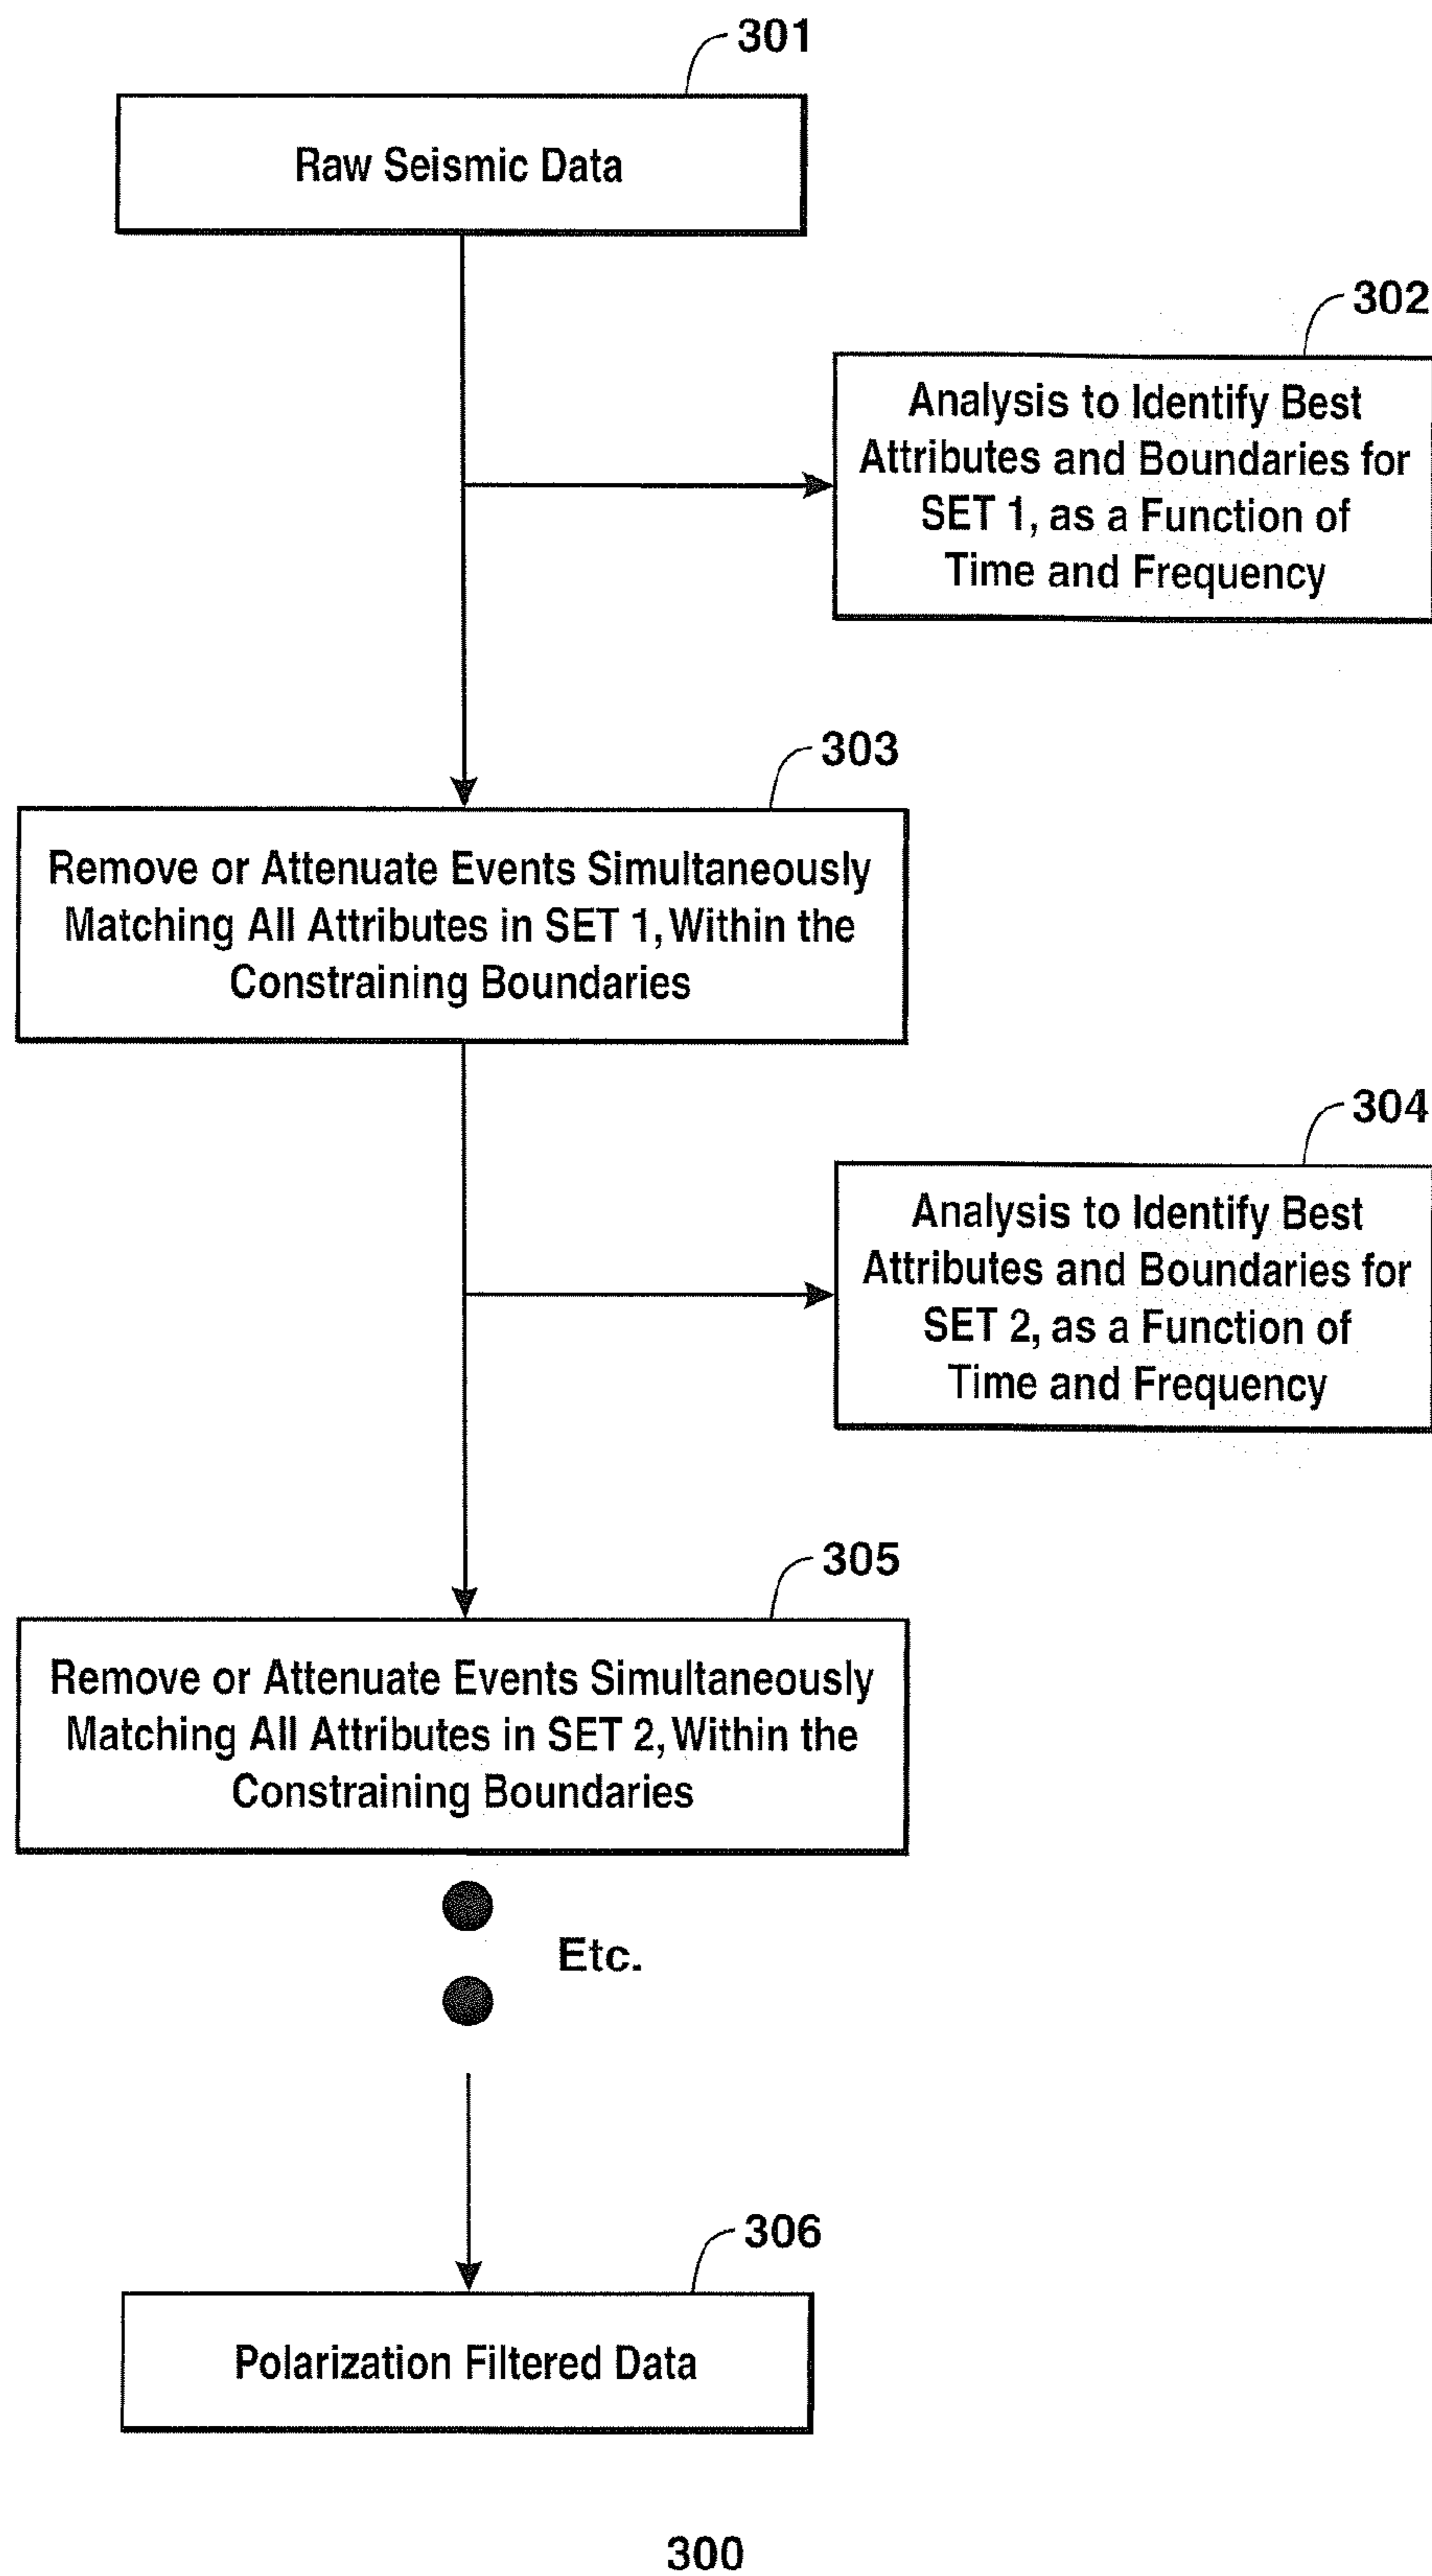 301
Raw Seismic Data
302
Analysis to Identify Best
Attributes and Boundaries for
SET 1, as a Function of
Time and Frequency
303
Remove or Attenuate Events Simultaneously
Matching All Attributes in SET 1, Within the
Constraining Boundaries
304
Analysis to Identify Best
Attributes and Boundaries for
SET 2, as a Function of
Time and Frequency
305
Remove or Attenuate Events Simultaneously
Matching All Attributes in SET 2, Within the
Constraining Boundaries
Etc.
306
Polarization Filtered Data
300